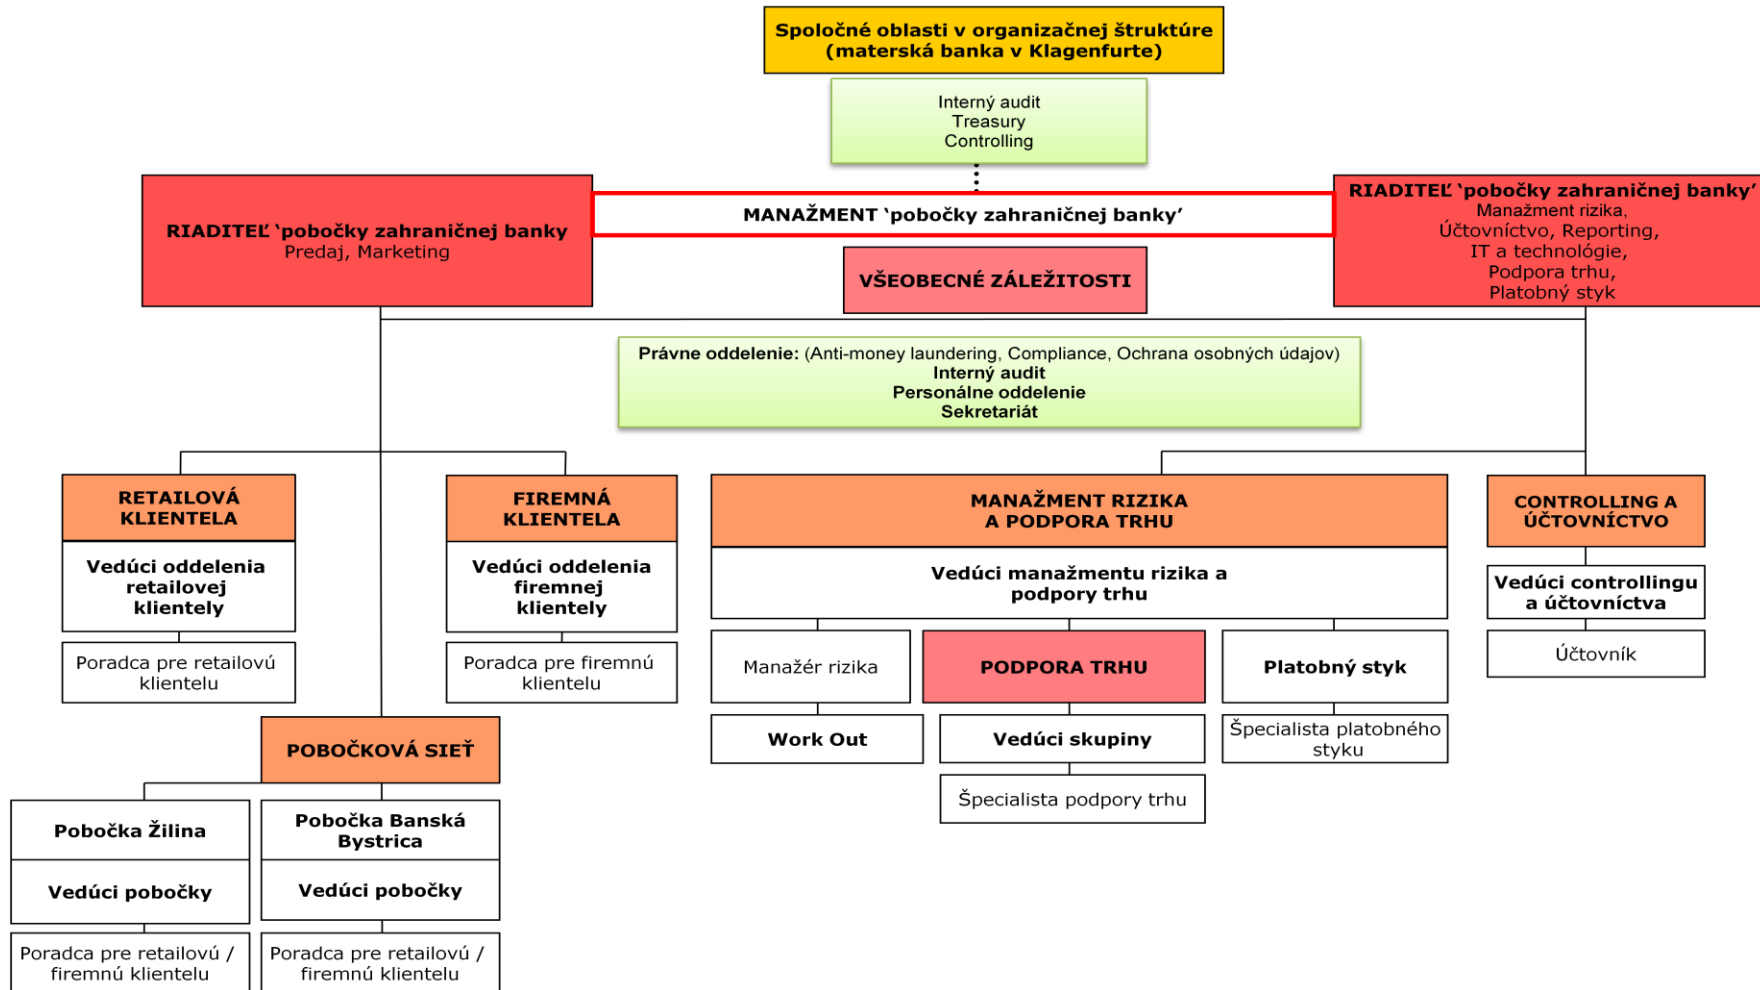 Spoločné oblasti v organizačnej štruktúre
(materská banka v Klagenfurte)
Interný audit
Treasury
Controlling
RIADITEĽ ‘pobočky zahraničnej banky
Predaj, Marketing
MANAŽMENT ‘pobočky zahraničnej banky’
RIADITEĽ ‘pobočky zahraničnej banky’
Manažment rizika,
Účtovníctvo, Reporting,
IT a technológie,
Podpora trhu,
Platobný styk
VŠEOBECNÉ ZÁLEŽITOSTI
Právne oddelenie: (Anti-money laundering, Compliance, Ochrana osobných údajov)
Interný audit
Personálne oddelenie
Sekretariát
RETAILOVÁ
KLIENTELA
Vedúci oddelenia
retailovej
klientely
Poradca pre retailovú
klientelu
FIREMNÁ
KLIENTELA
Vedúci oddelenia
firemnej
klientely
Poradca pre firemnú
klientelu
MANAŽMENT RIZIKA
A PODPORA TRHU
Vedúci manažmentu rizika a
podpory trhu
Manažér rizika
Work Out
PODPORA TRHU
Vedúci skupiny
Špecialista podpory trhu
Platobný styk
Špecialista platobného
styku
CONTROLLING A
ÚČTOVNÍCTVO
Vedúci controllingu
a účtovníctva
Účtovník
POBOČKOVÁ SIEŤ
Pobočka Žilina
Vedúci pobočky
Poradca pre retailovú /
firemnú klientelu
Pobočka Banská
Bystrica
Vedúci pobočky
Poradca pre retailovú /
firemnú klientelu